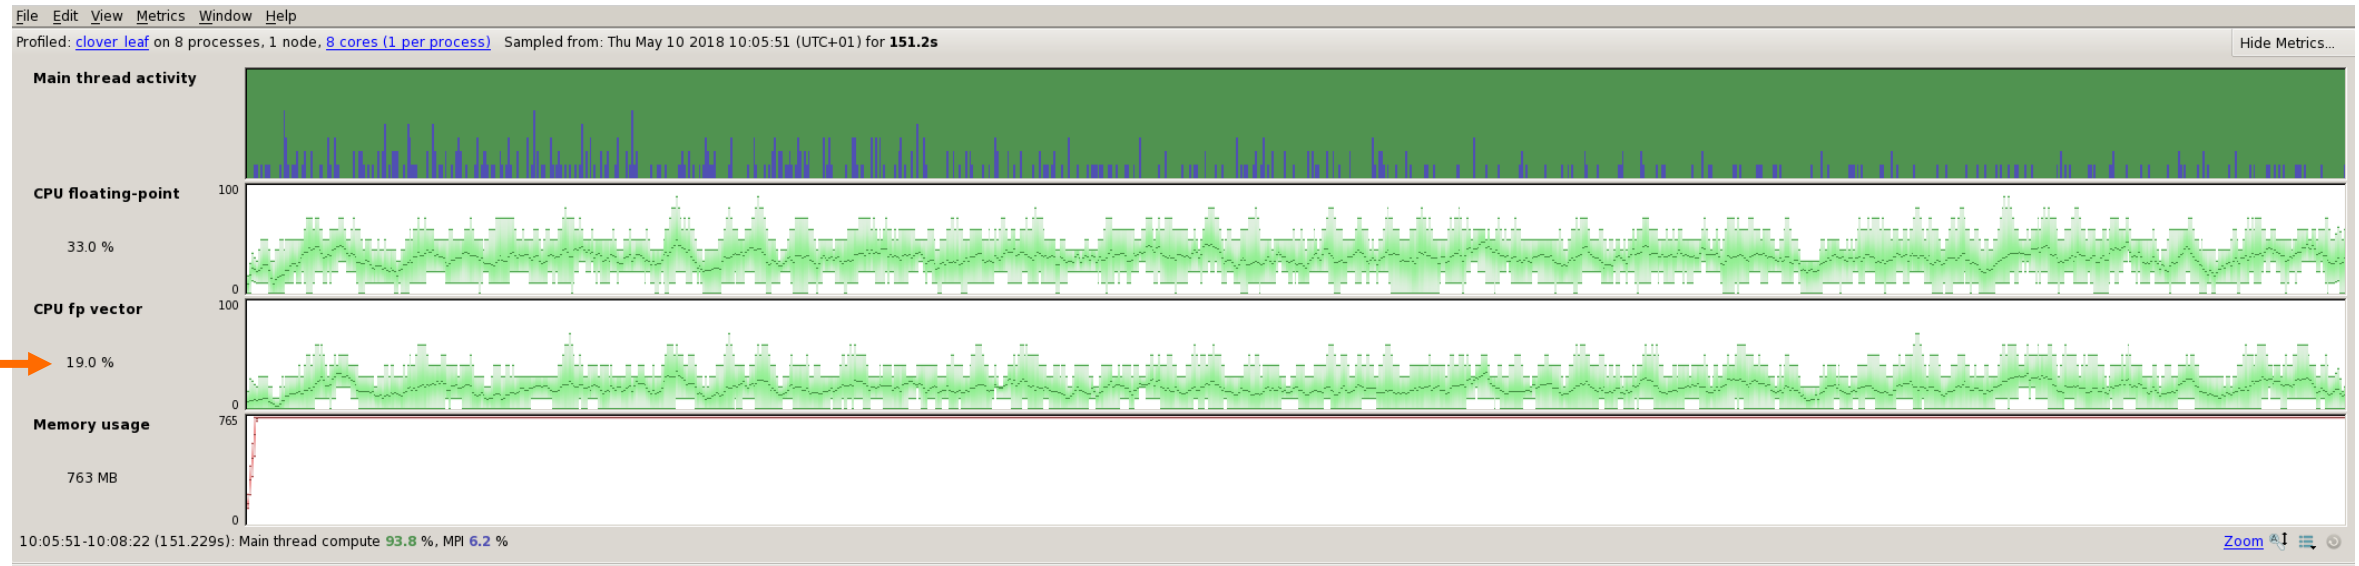 File Edit View Metrics Window Help
Profiled: clover_leaf on 8 processes, 1 node, 8 cores (1 per process) Sampled from: Thu May 10 2018 10:05:51 (UTC+01) for 151.2s
Hide Metrics...
Main thread activity
CPU floating-point
100
33.0 %
0
CPU fp vector
100
19.0 %
0
Memory usage
765
763 MB
0
10:05:51-10:08:22 (151.229s): Main thread compute 93.8 %, MPI 6.2 %
Zoom